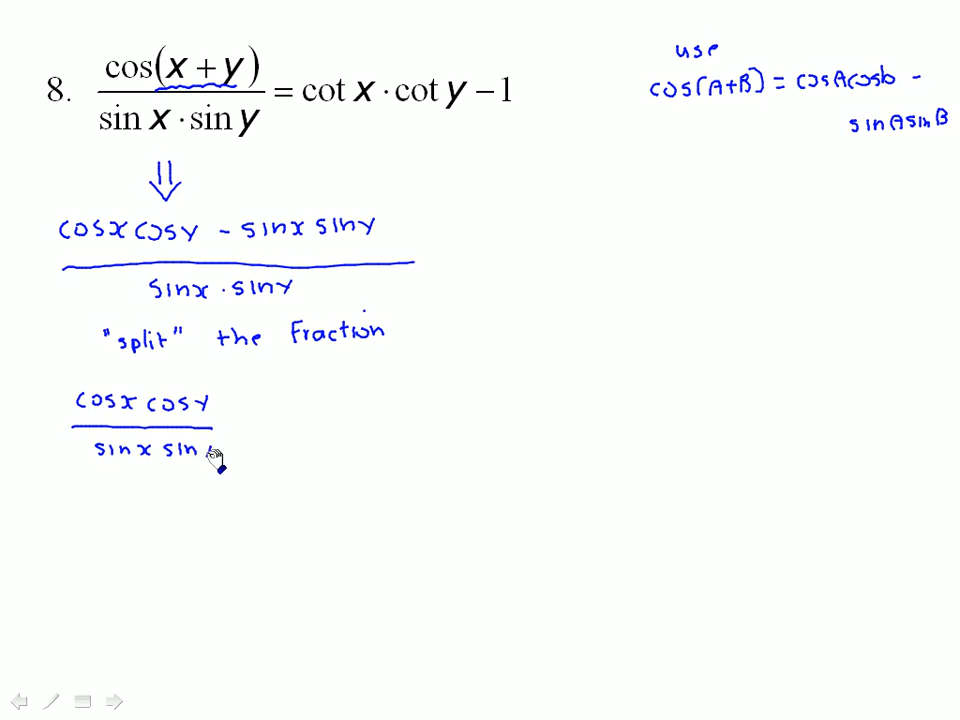 use
8. cos(x + y) / sin x · sin y = cot x · cot y − 1
cos(A+B) = cosAcosb -
sinAsinB
cosx cosy - sinx siny
sinx · siny
"split" the fraction
cosx cosy
sinx sin